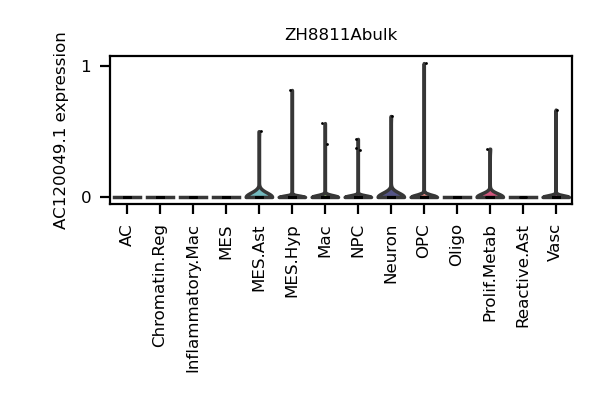 ZH8811Abulk
AC120049.1 expression
1
0
AC
Chromatin.Reg
Inflammatory.Mac
MES
MES.Ast
MES.Hyp
Mac
NPC
Neuron
OPC
Oligo
Prolif.Metab
Reactive.Ast
Vasc